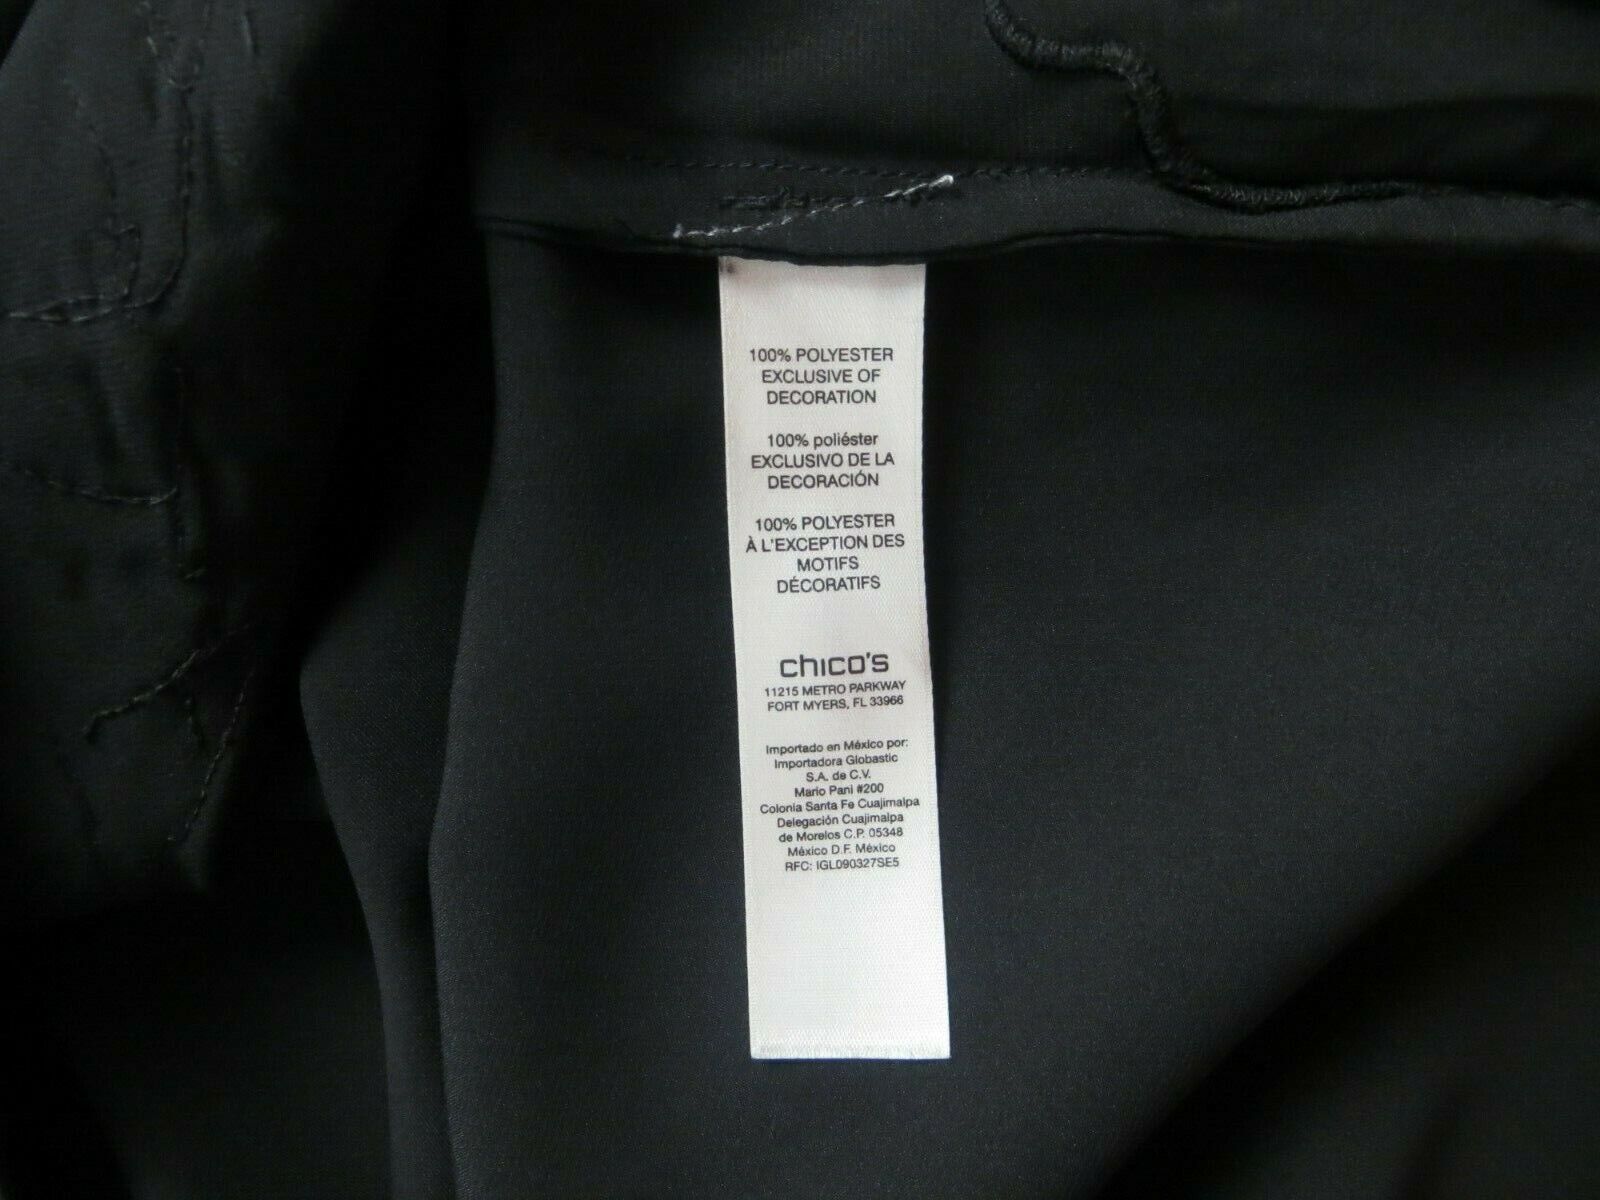 100% POLYESTER
EXCLUSIVE OF
DECORATION
100% poliéster
EXCLUSIVO DE LA
DECORACIÓN
100% POLYESTER
À L'EXCEPTION DES
MOTIFS
DÉCORATIFS
chico's
11215 METRO PARKWAY
FORT MYERS, FL 33966
Importado en México por:
Importadora Globastic
S.A. de C.V.
Mario Pani #200
Colonia Santa Fe Cuajimalpa
Delegación Cuajimalpa
de Morelos C.P. 05348
México D.F. México
RFC: IGL090327SE5